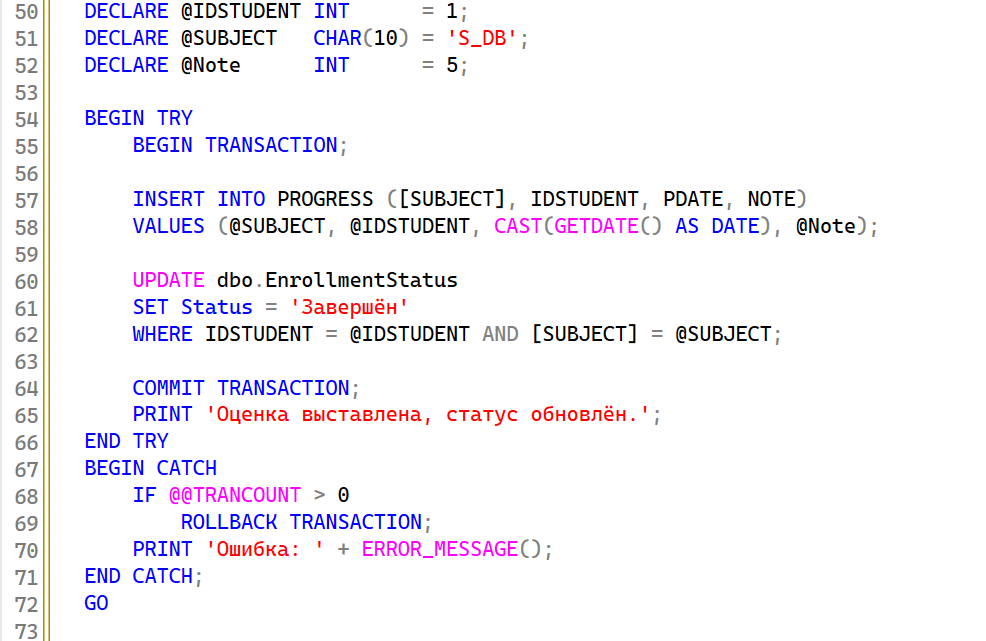 50 DECLARE @IDSTUDENT INT      = 1;
51 DECLARE @SUBJECT   CHAR(10) = 'S_DB';
52 DECLARE @Note      INT      = 5;
53
54 BEGIN TRY
55     BEGIN TRANSACTION;
56
57     INSERT INTO PROGRESS ([SUBJECT], IDSTUDENT, PDATE, NOTE)
58     VALUES (@SUBJECT, @IDSTUDENT, CAST(GETDATE() AS DATE), @Note);
59
60     UPDATE dbo.EnrollmentStatus
61     SET Status = 'Завершён'
62     WHERE IDSTUDENT = @IDSTUDENT AND [SUBJECT] = @SUBJECT;
63
64     COMMIT TRANSACTION;
65     PRINT 'Оценка выставлена, статус обновлён.';
66 END TRY
67 BEGIN CATCH
68     IF @@TRANCOUNT > 0
69         ROLLBACK TRANSACTION;
70     PRINT 'Ошибка: ' + ERROR_MESSAGE();
71 END CATCH;
72 GO
73